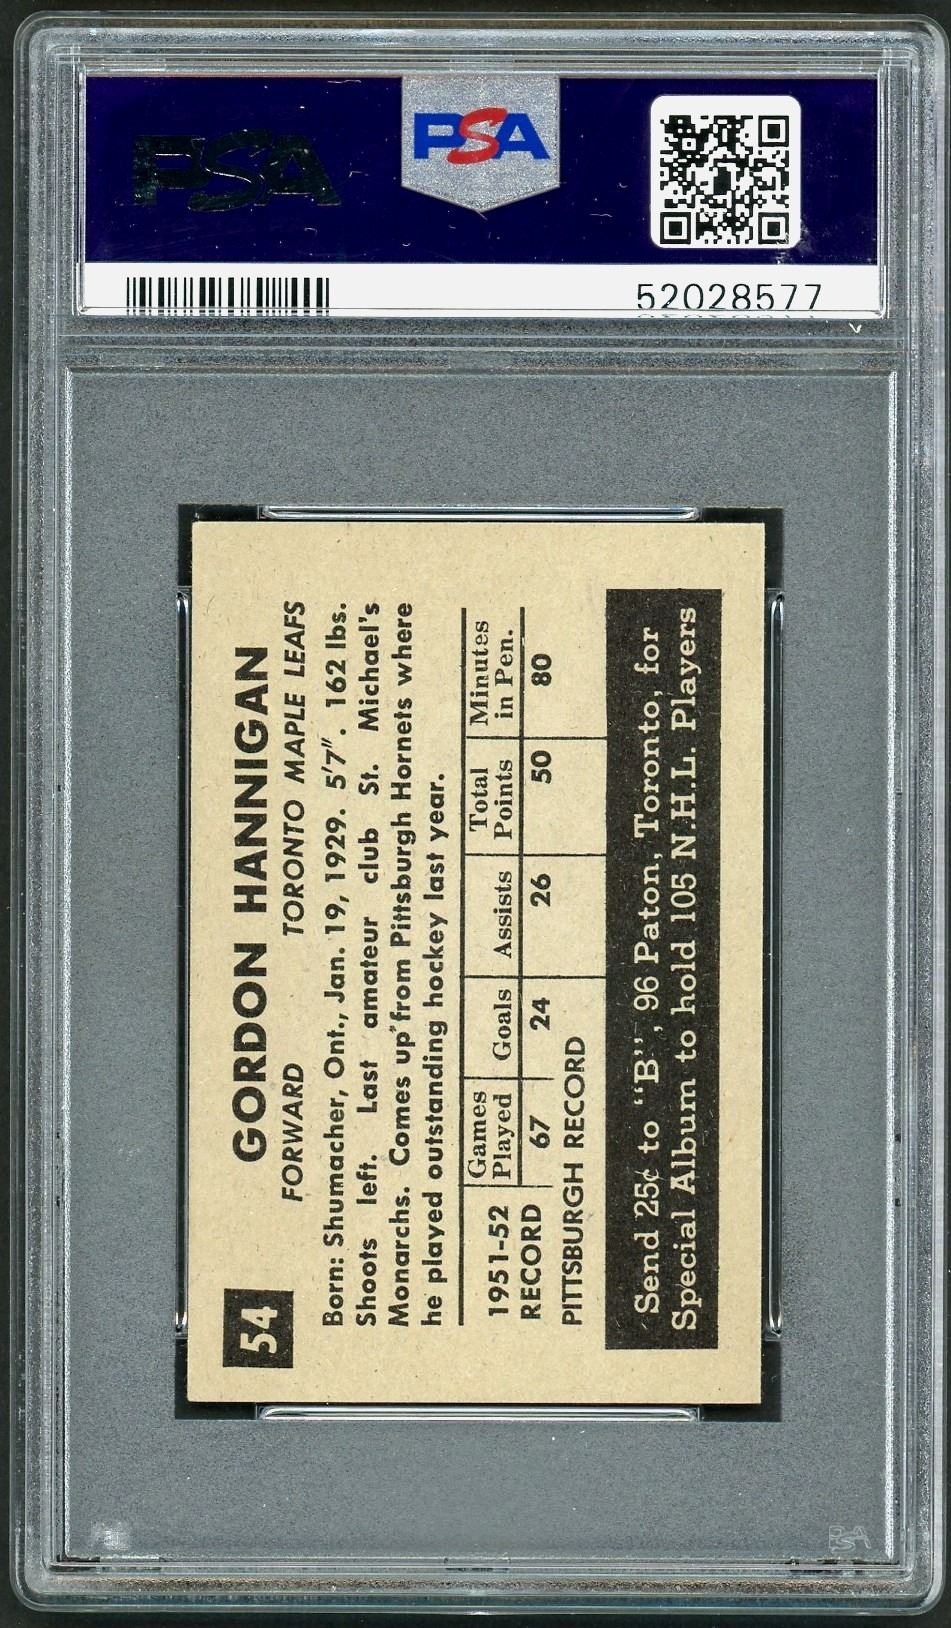 PSA
PSA
52028577
54
GORDON HANNIGAN
FORWARD TORONTO MAPLE LEAFS
Born: Shumacher, Ont., Jan. 19, 1929. 5'7". 162 lbs.
Shoots left. Last amateur club St. Michael's
Monarchs. Comes up from Pittsburgh Hornets where
he played outstanding hockey last year.
1951-52 RECORD
Games Played Goals Assists Total Points Minutes in Pen.
67 24 26 50 80
PITTSBURGH RECORD
Send 25¢ to "B", 96 Paton, Toronto, for
Special Album to hold 105 N.H.L. Players
PSA